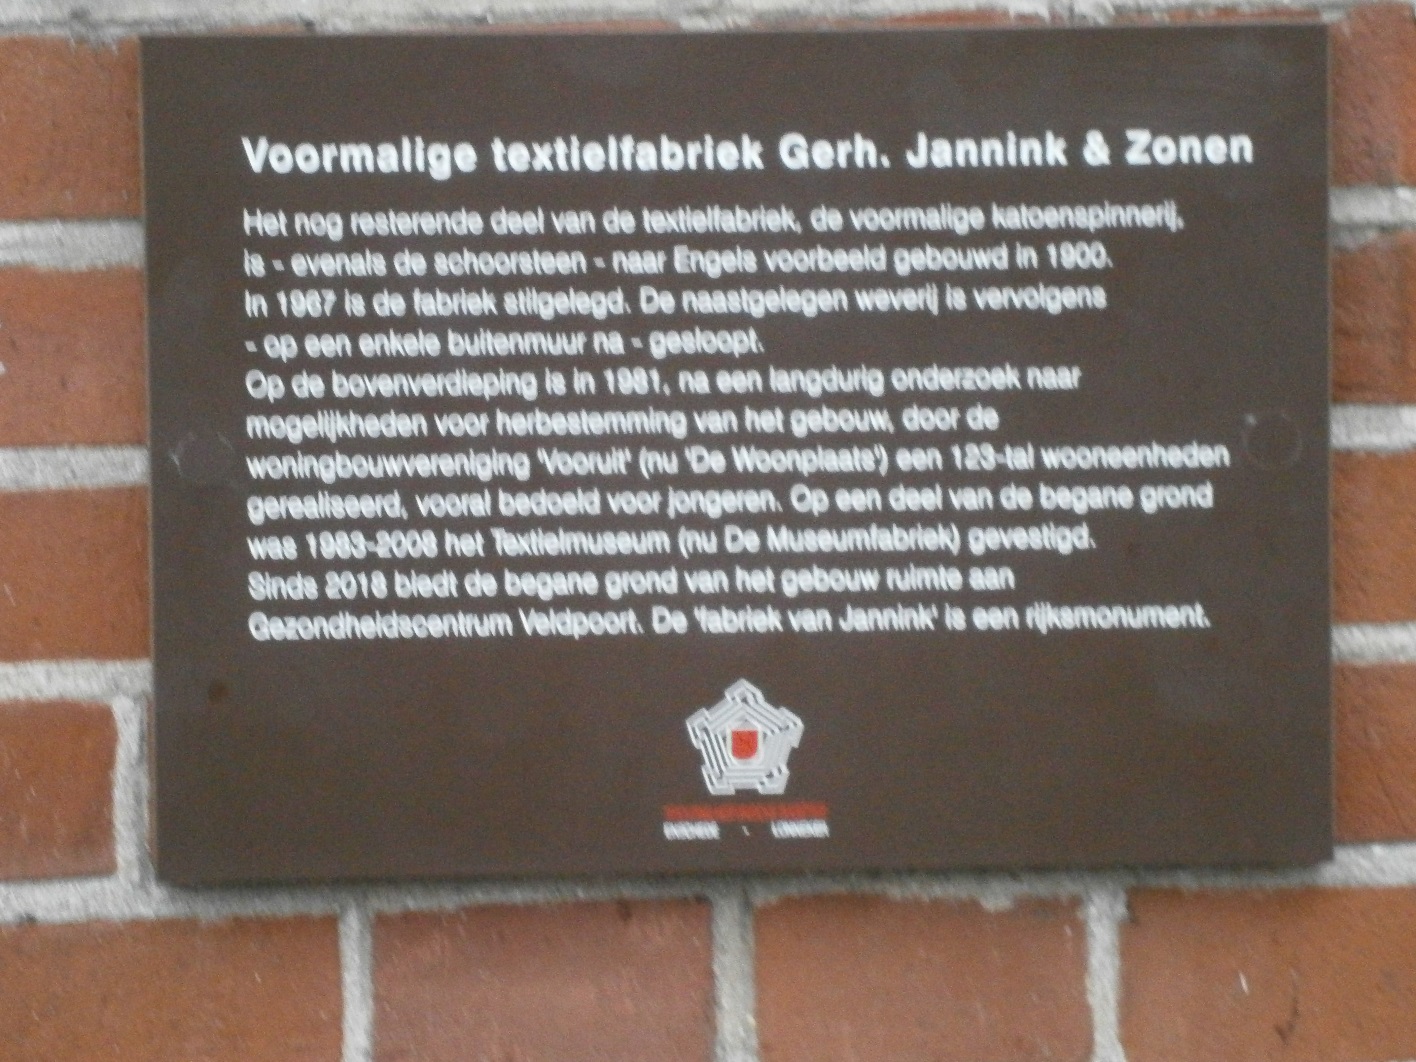 Voormalige textielfabriek Gerh. Jannink & Zonen
Het nog resterende deel van de textielfabriek, de voormalige katoenspinnerij,
is - evenals de schoorsteen - naar Engels voorbeeld gebouwd in 1900.
In 1967 is de fabriek stilgelegd. De naastgelegen weverij is vervolgens
- op een enkele buitenmuur na - gesloopt.
Op de bovenverdieping is in 1981, na een langdurig onderzoek naar
mogelijkheden voor herbestemming van het gebouw, door de
woningbouwvereniging 'Vooruit' (nu 'De Woonplaats') een 123-tal wooneenheden
gerealiseerd, vooral bedoeld voor jongeren. Op een deel van de begane grond
was 1983-2008 het Textielmuseum (nu De Museumfabriek) gevestigd.
Sinds 2018 biedt de begane grond van het gebouw ruimte aan
Gezondheidscentrum Veldpoort. De 'fabriek van Jannink' is een rijksmonument.
ENSCHEDE - LONNEKER